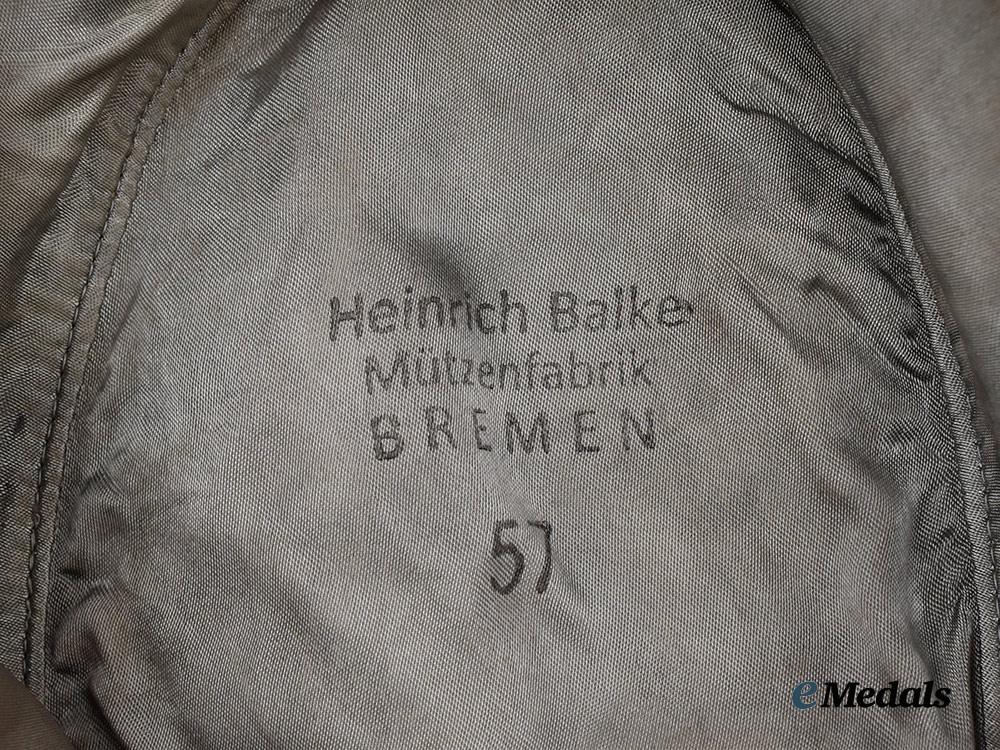 Heinrich Balke
Mützenfabrik
BREMEN
57
eMedals